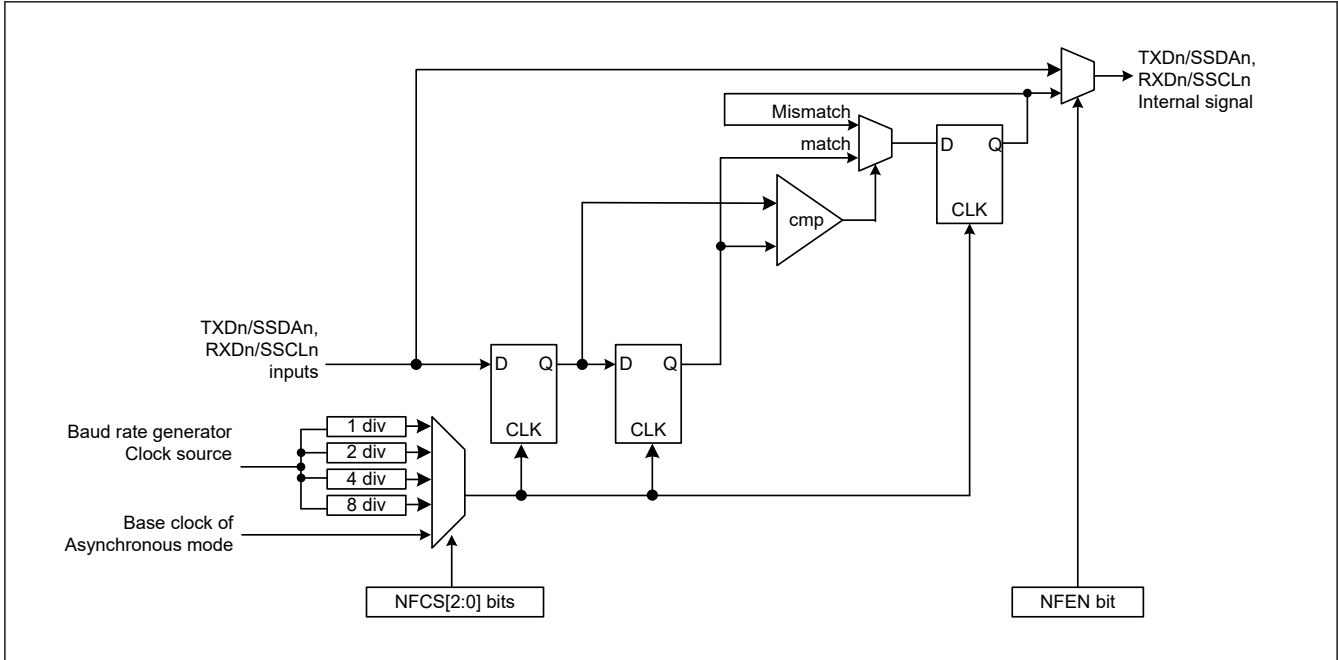 TXDn/SSDAn,
RXDn/SSCLn
Internal signal
Mismatch
match
D
Q
CLK
cmp
TXDn/SSDAn,
RXDn/SSCLn
inputs
D
Q
CLK
D
Q
CLK
Baud rate generator
Clock source
1 div
2 div
4 div
8 div
Base clock of
Asynchronous mode
NFCS[2:0] bits
NFEN bit